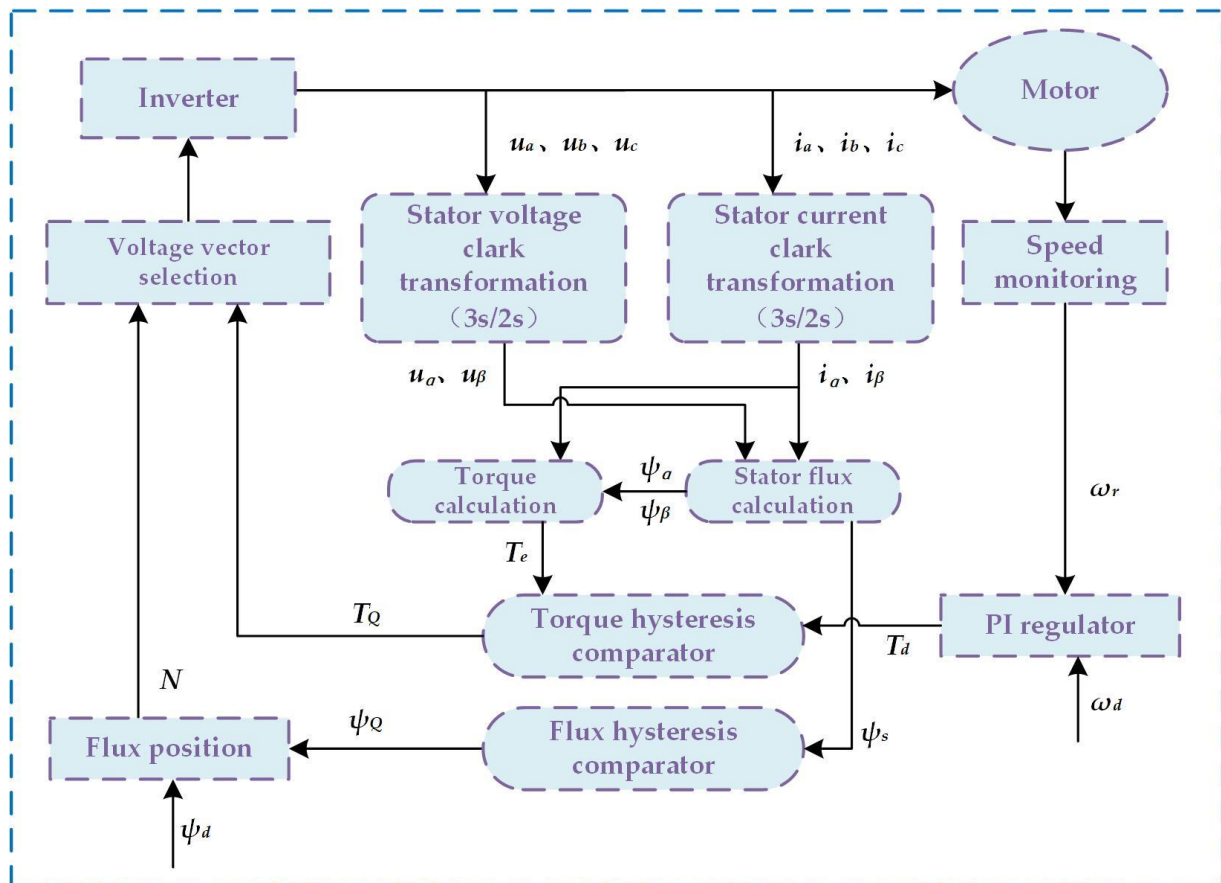 Inverter
Motor
u_a、u_b、u_c
i_a、i_b、i_c
Voltage vector
selection
Stator voltage
clark
transformation
（3s/2s）
Stator current
clark
transformation
（3s/2s）
Speed
monitoring
u_α、u_β
i_α、i_β
Torque
calculation
ψ_α
ψ_β
Stator flux
calculation
ω_r
T_e
T_Q
Torque hysteresis
comparator
T_d
PI regulator
N
ω_d
Flux position
ψ_Q
Flux hysteresis
comparator
ψ_s
ψ_d